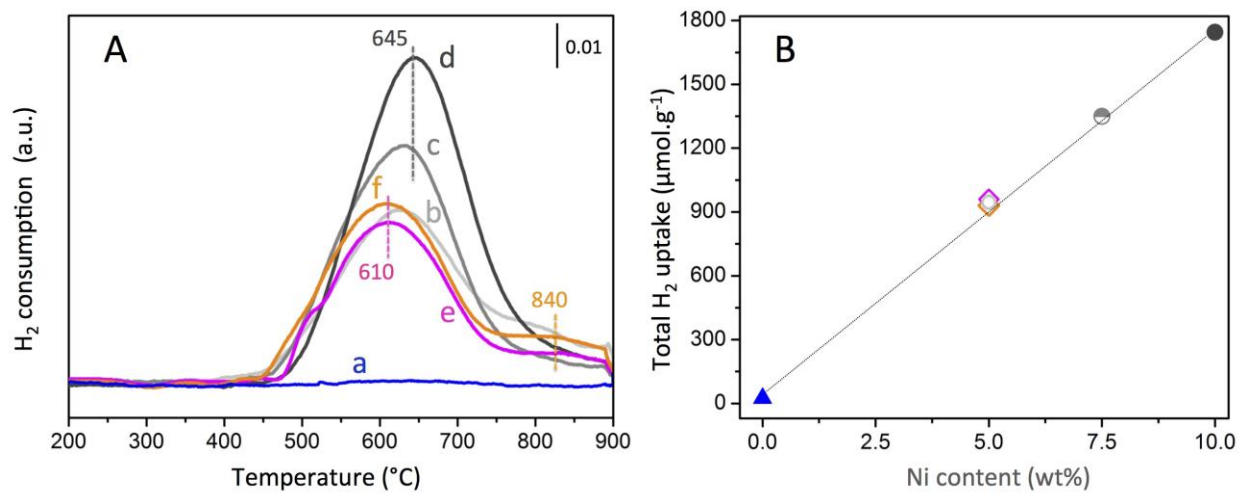 A
645
d
0.01
c
f
b
610
840
e
a
H₂ consumption (a.u.)
200 300 400 500 600 700 800 900
Temperature (°C)
B
1800
1500
1200
900
600
300
0
Total H₂ uptake (μmol.g⁻¹)
0.0 2.5 5.0 7.5 10.0
Ni content (wt%)